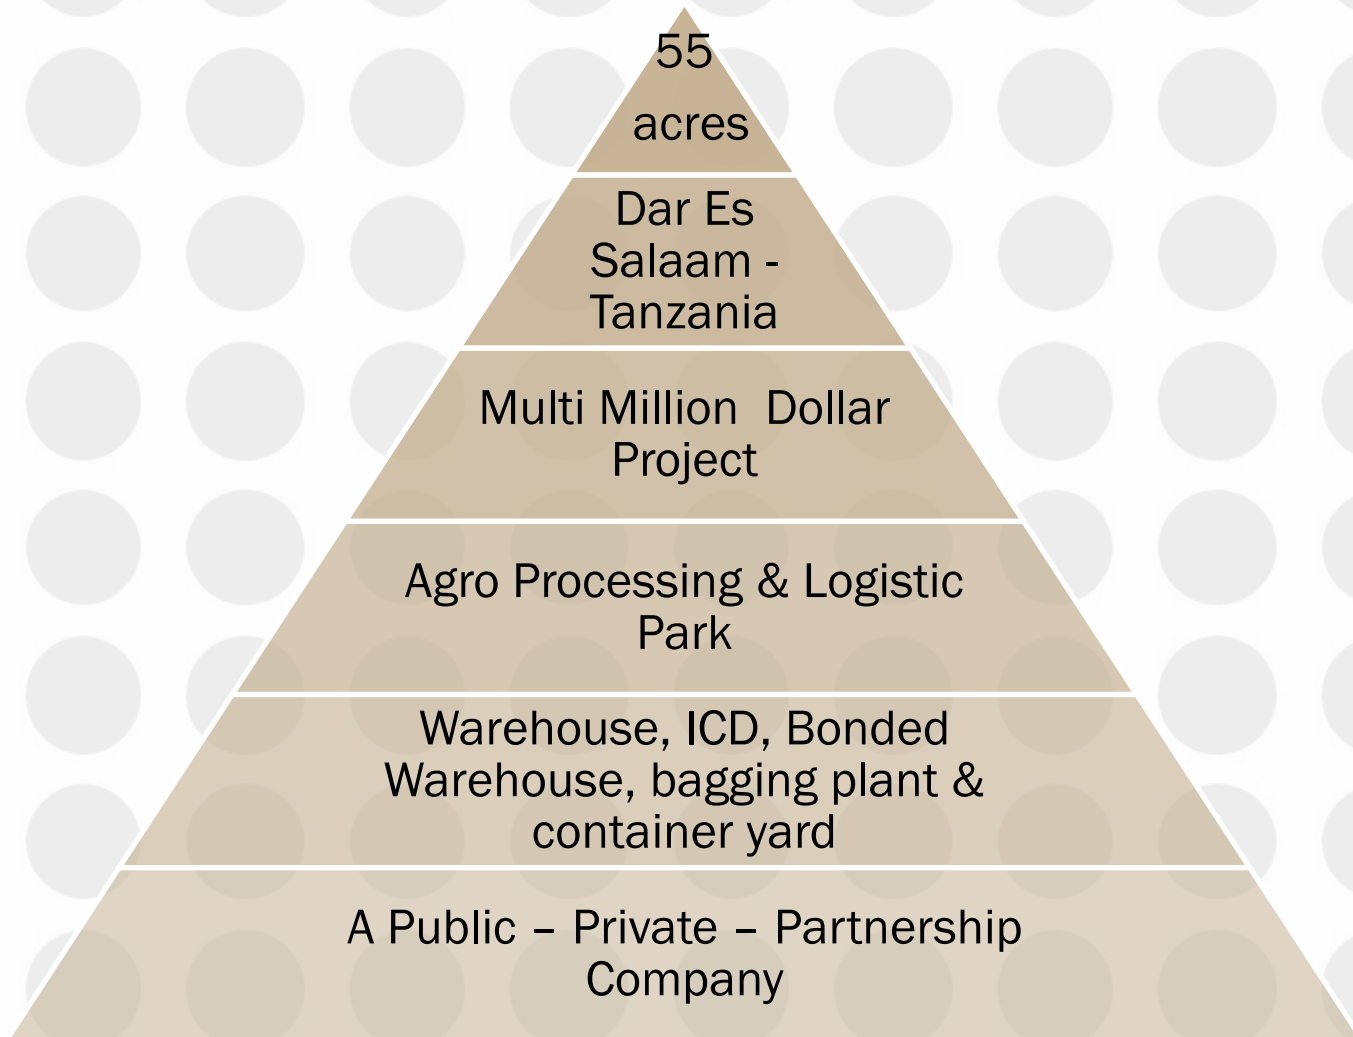 55
acres
Dar Es
Salaam -
Tanzania
Multi Million  Dollar
Project
Agro Processing & Logistic
Park
Warehouse, ICD, Bonded
Warehouse, bagging plant &
container yard
A Public – Private – Partnership
Company